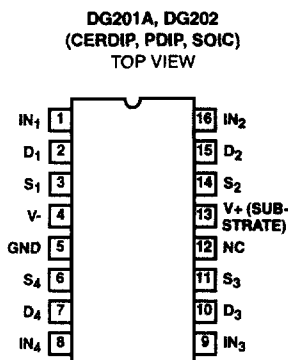 DG201A, DG202
(CERDIP, PDIP, SOIC)
TOP VIEW
IN1 1 16 IN2
D1 2 15 D2
S1 3 14 S2
V- 4 13 V+ (SUB-
STRATE)
GND 5 12 NC
S4 6 11 S3
D4 7 10 D3
IN4 8 9 IN3